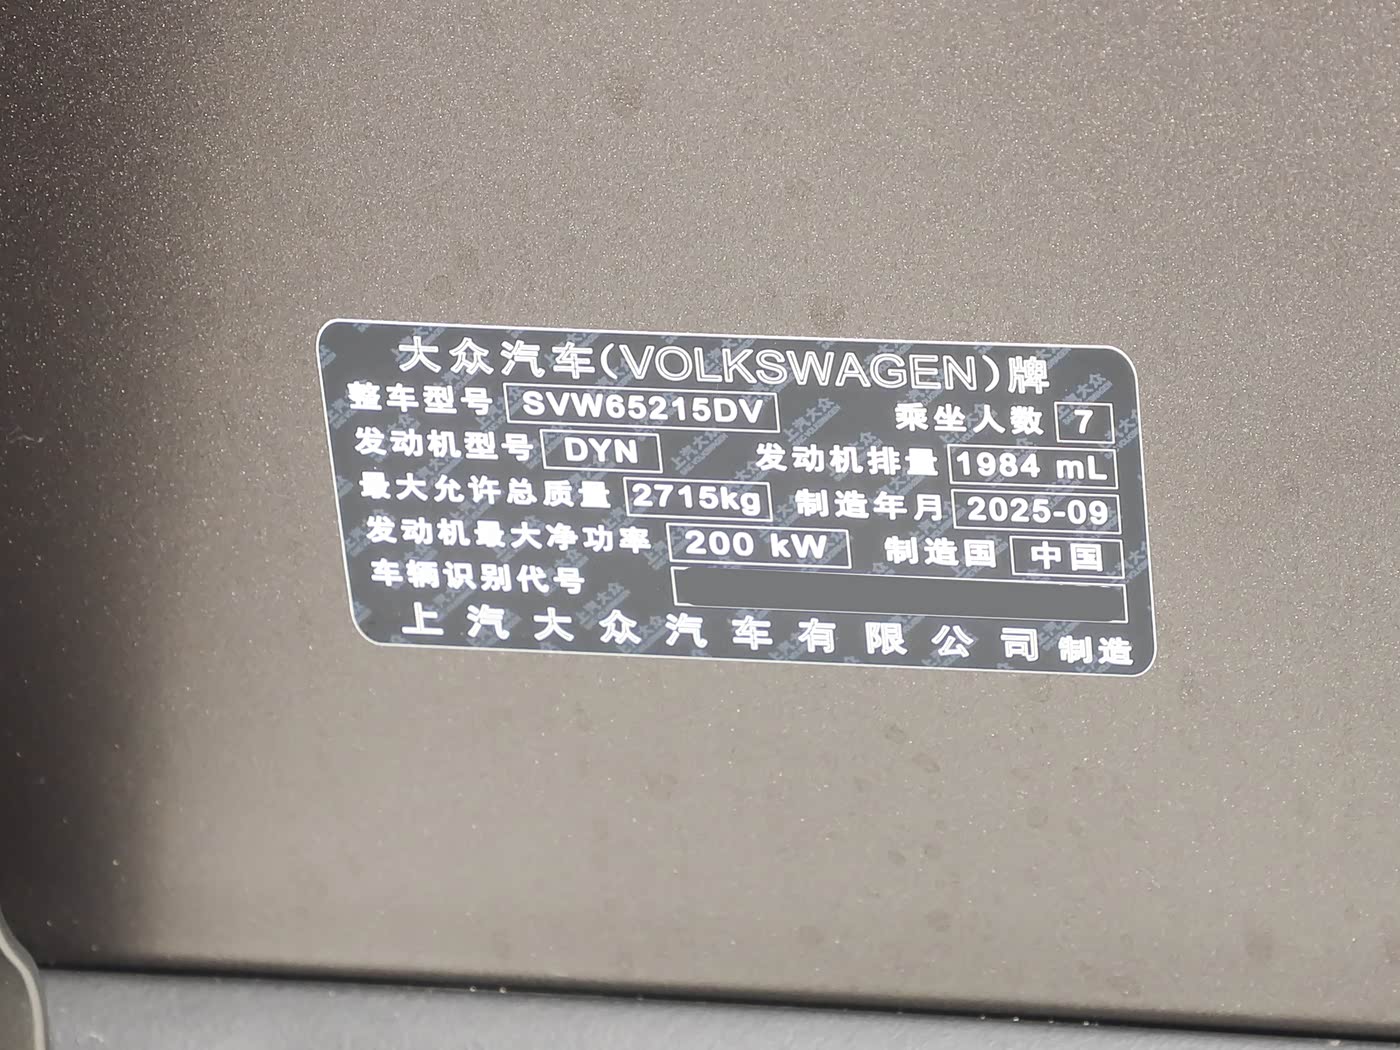 大众汽车(VOLKSWAGEN)牌
整车型号 SVW65215DV 乘坐人数 7
发动机型号 DYN 发动机排量 1984 mL
最大允许总质量 2715kg 制造年月 2025-09
发动机最大净功率 200 kW 制造国 中国
车辆识别代号
上汽大众汽车有限公司 制造